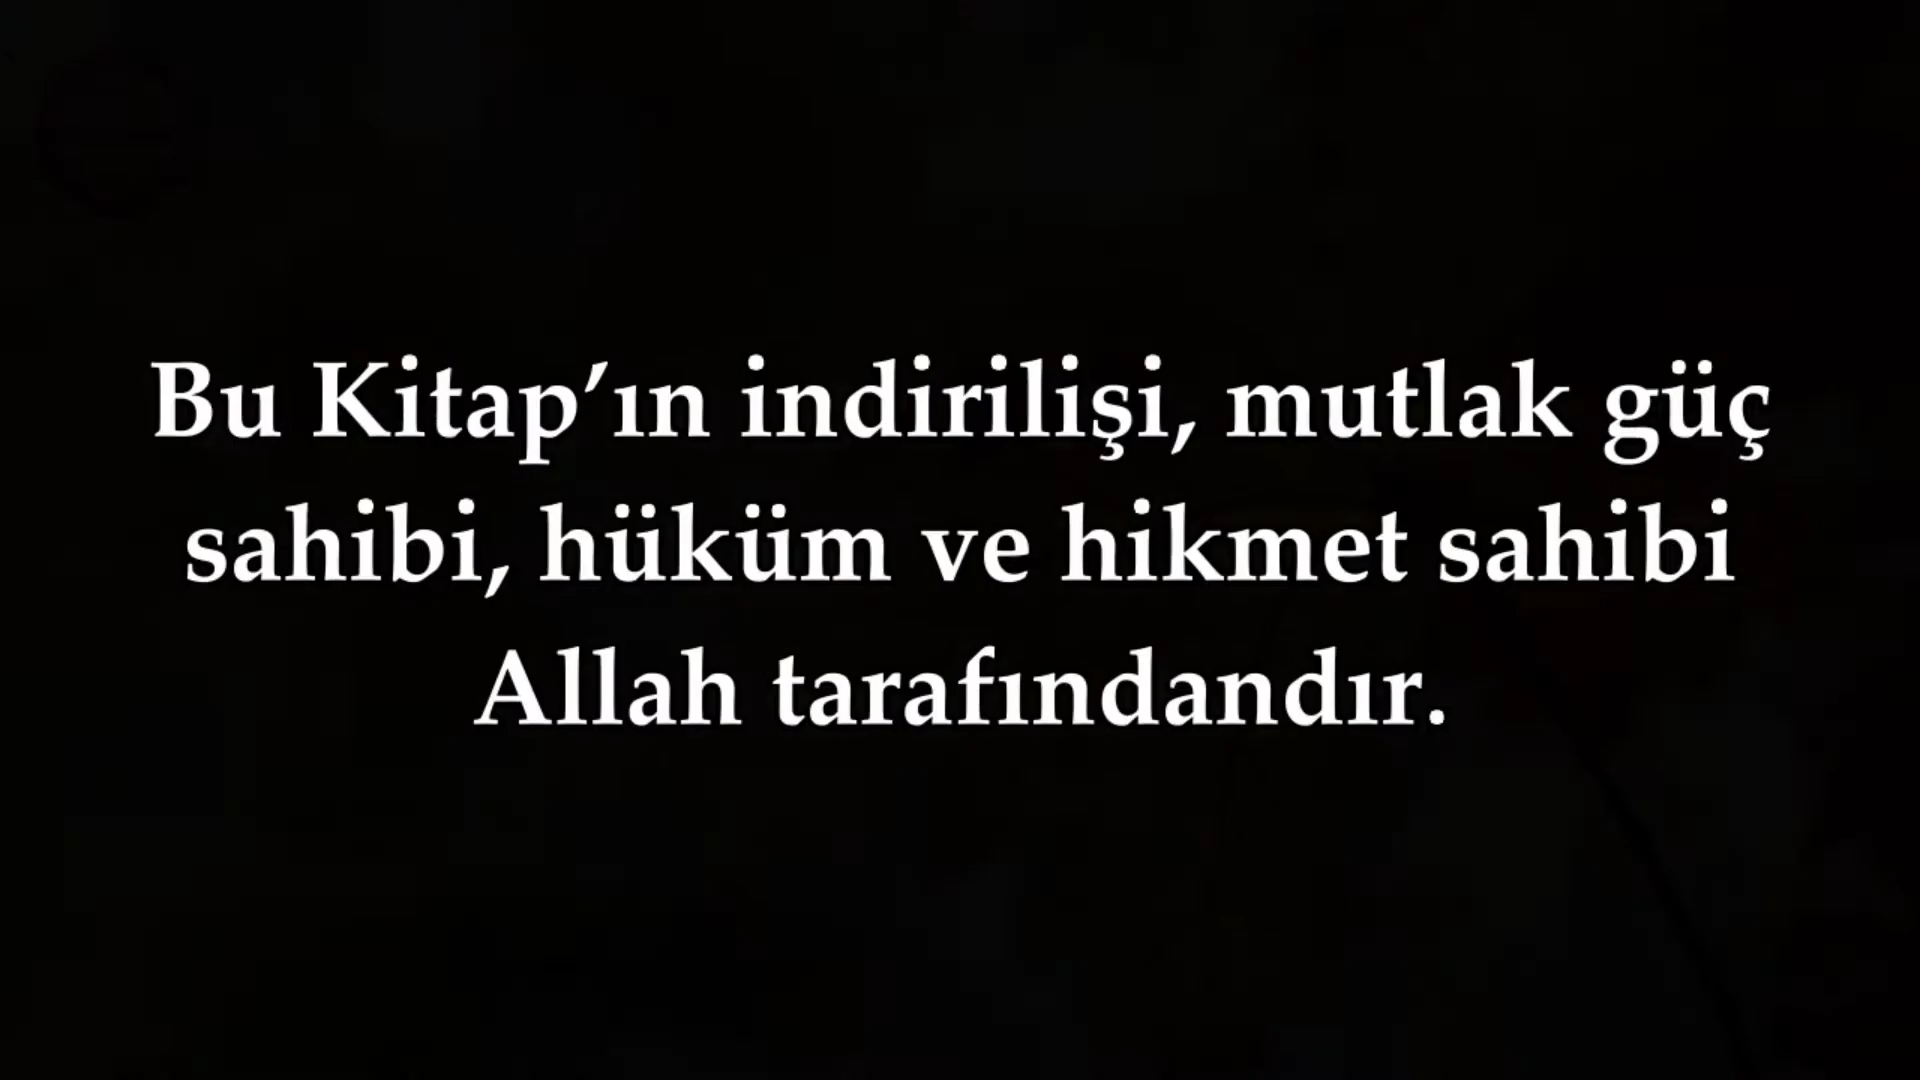 Bu Kitap’ın indirilişi, mutlak güç
sahibi, hüküm ve hikmet sahibi
Allah tarafındandır.